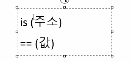 is (주소)
== (값)